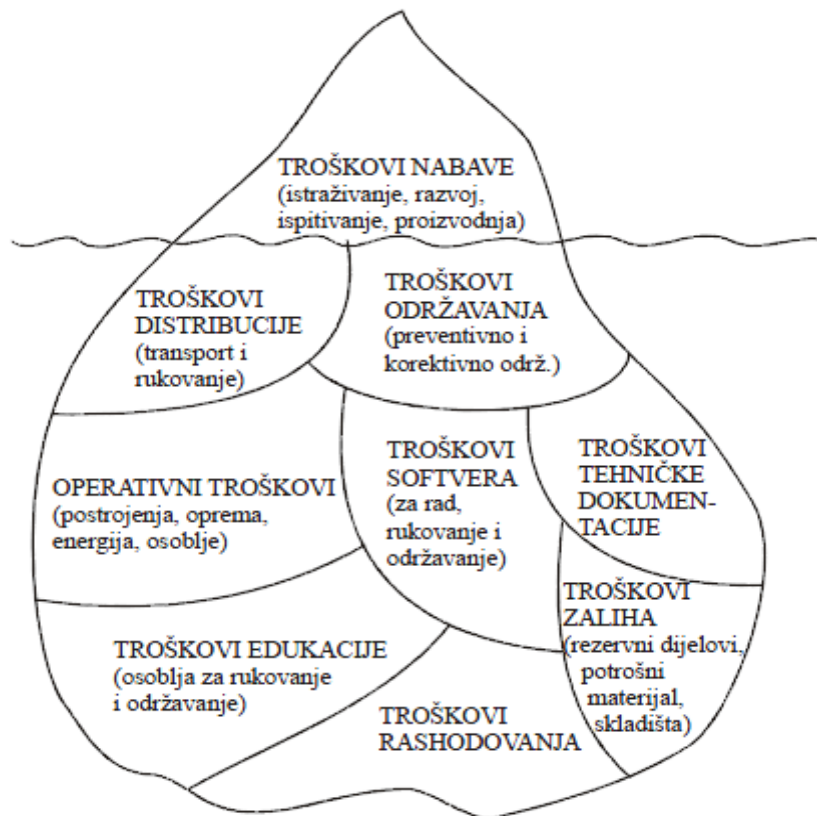 TROŠKOVI NABAVE
(istraživanje, razvoj,
ispitivanje, proizvodnja)
TROŠKOVI
DISTRIBUCIJE
(transport i
rukovanje)
TROŠKOVI
ODRŽAVANJA
(preventivno i
korektivno održ.)
OPERATIVNI TROŠKOVI
(postrojenja, oprema,
energija, osoblje)
TROŠKOVI
SOFTVERA
(za rad,
rukovanje i
održavanje)
TROŠKOVI
TEHNIČKE
DOKUMEN-
TACIJE
TROŠKOVI EDUKACIJE
(osoblja za rukovanje
i održavanje)
TROŠKOVI
RASHODOVANJA
TROŠKOVI
ZALIHA
(rezervni dijelovi,
potrošni
materijal,
skladišta)